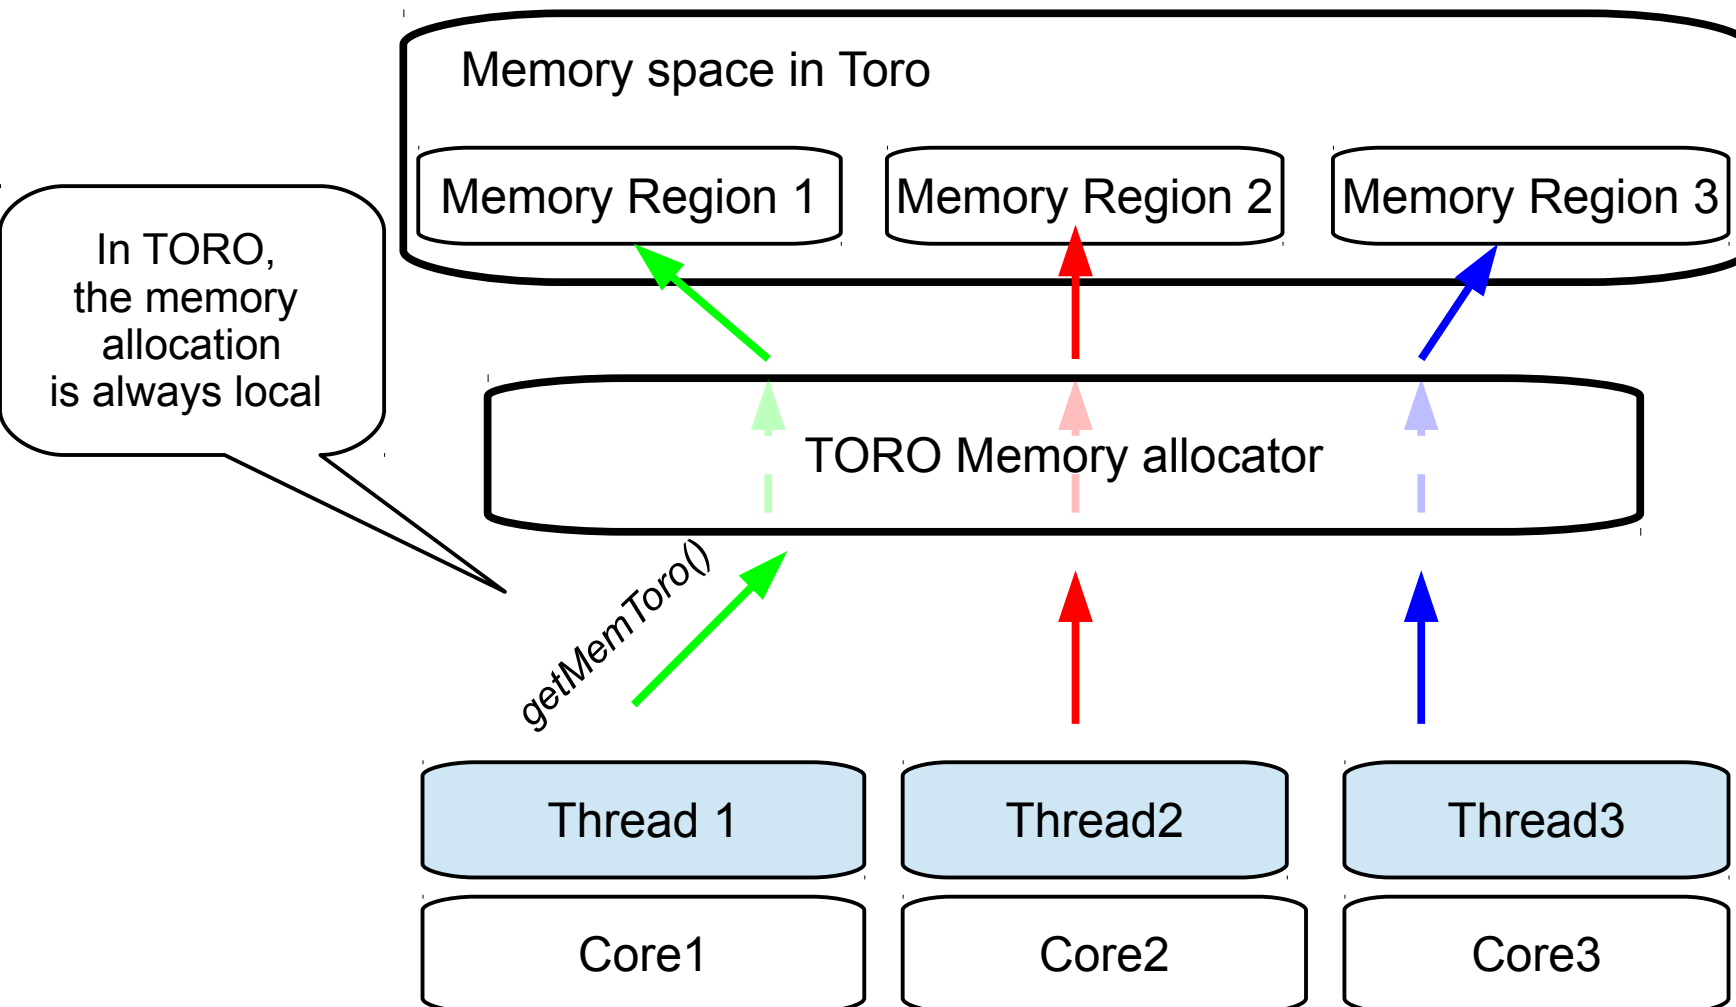 Memory space in Toro
Memory Region 1
Memory Region 2
Memory Region 3
In TORO,
the memory
allocation
is always local
TORO Memory allocator
getMemToro()
Thread 1
Thread2
Thread3
Core1
Core2
Core3